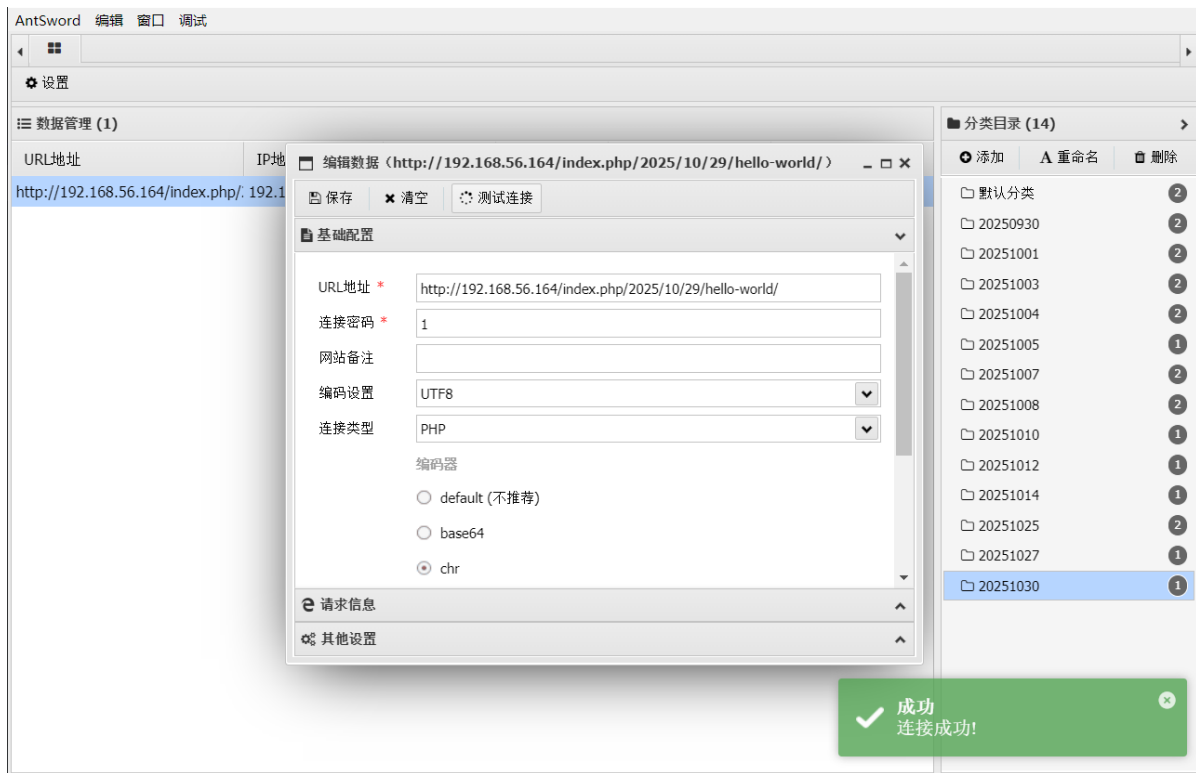 AntSword 编辑 窗口 调试
设置
数据管理 (1)
URL地址 IP地
http://192.168.56.164/index.php/2 192.1
编辑数据（http://192.168.56.164/index.php/2025/10/29/hello-world/）
保存 清空 测试连接
基础配置
URL地址 * http://192.168.56.164/index.php/2025/10/29/hello-world/
连接密码 * 1
网站备注
编码设置 UTF8
连接类型 PHP
编码器
default (不推荐)
base64
chr
请求信息
其他设置
分类目录 (14)
添加 A 重命名 删除
默认分类 2
20250930 2
20251001 2
20251003 2
20251004 2
20251005 1
20251007 2
20251008 2
20251010 1
20251012 1
20251014 1
20251025 2
20251027 1
20251030 1
成功
连接成功!